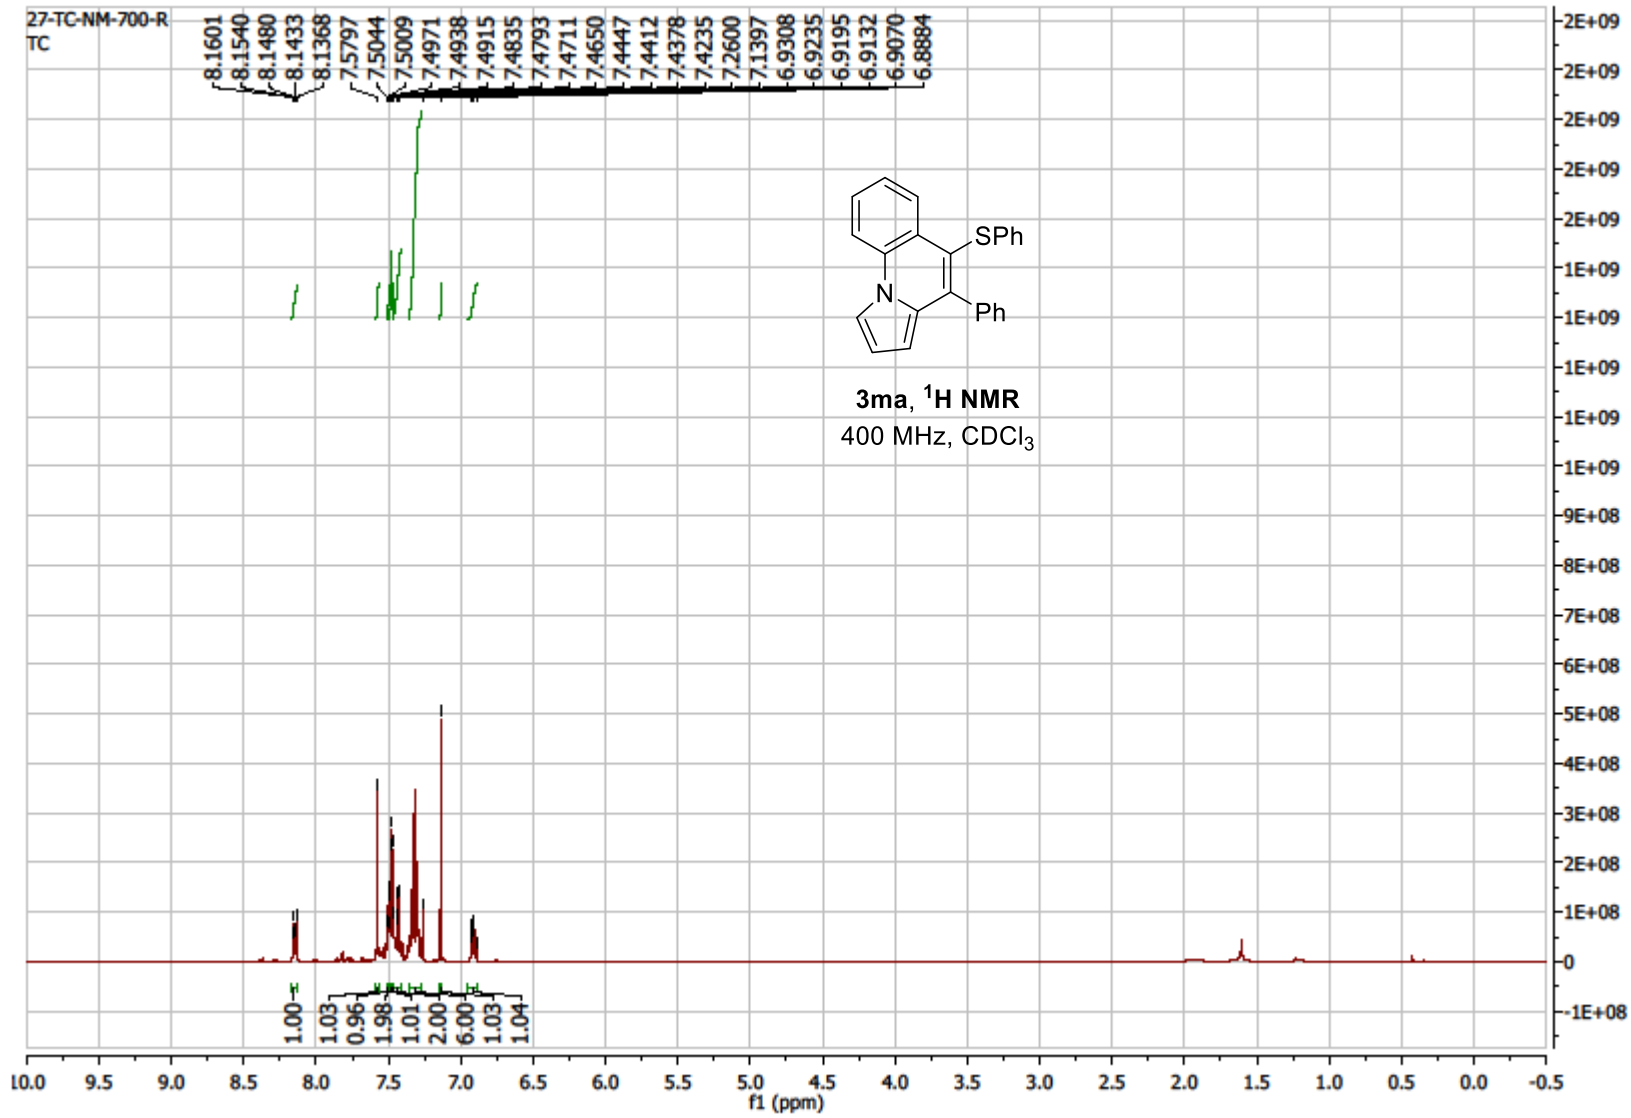 27-TC-NM-700-R
TC
8.1601
8.1540
8.1480
8.1433
8.1368
7.5797
7.5044
7.5009
7.4971
7.4938
7.4915
7.4835
7.4793
7.4711
7.4650
7.4447
7.4412
7.4378
7.4235
7.2600
7.1397
6.9308
6.9235
6.9195
6.9132
6.9070
6.8884
2E+09
2E+09
2E+09
2E+09
2E+09
1E+09
1E+09
1E+09
1E+09
1E+09
9E+08
8E+08
7E+08
6E+08
5E+08
4E+08
3E+08
2E+08
1E+08
0
-1E+08
SPh
N
Ph
3ma, ¹H NMR
400 MHz, CDCl₃
1.00
1.03
0.96
1.98
1.01
2.00
6.00
1.03
1.04
10.0 9.5 9.0 8.5 8.0 7.5 7.0 6.5 6.0 5.5 5.0 4.5 4.0 3.5 3.0 2.5 2.0 1.5 1.0 0.5 0.0 -0.5
f1 (ppm)